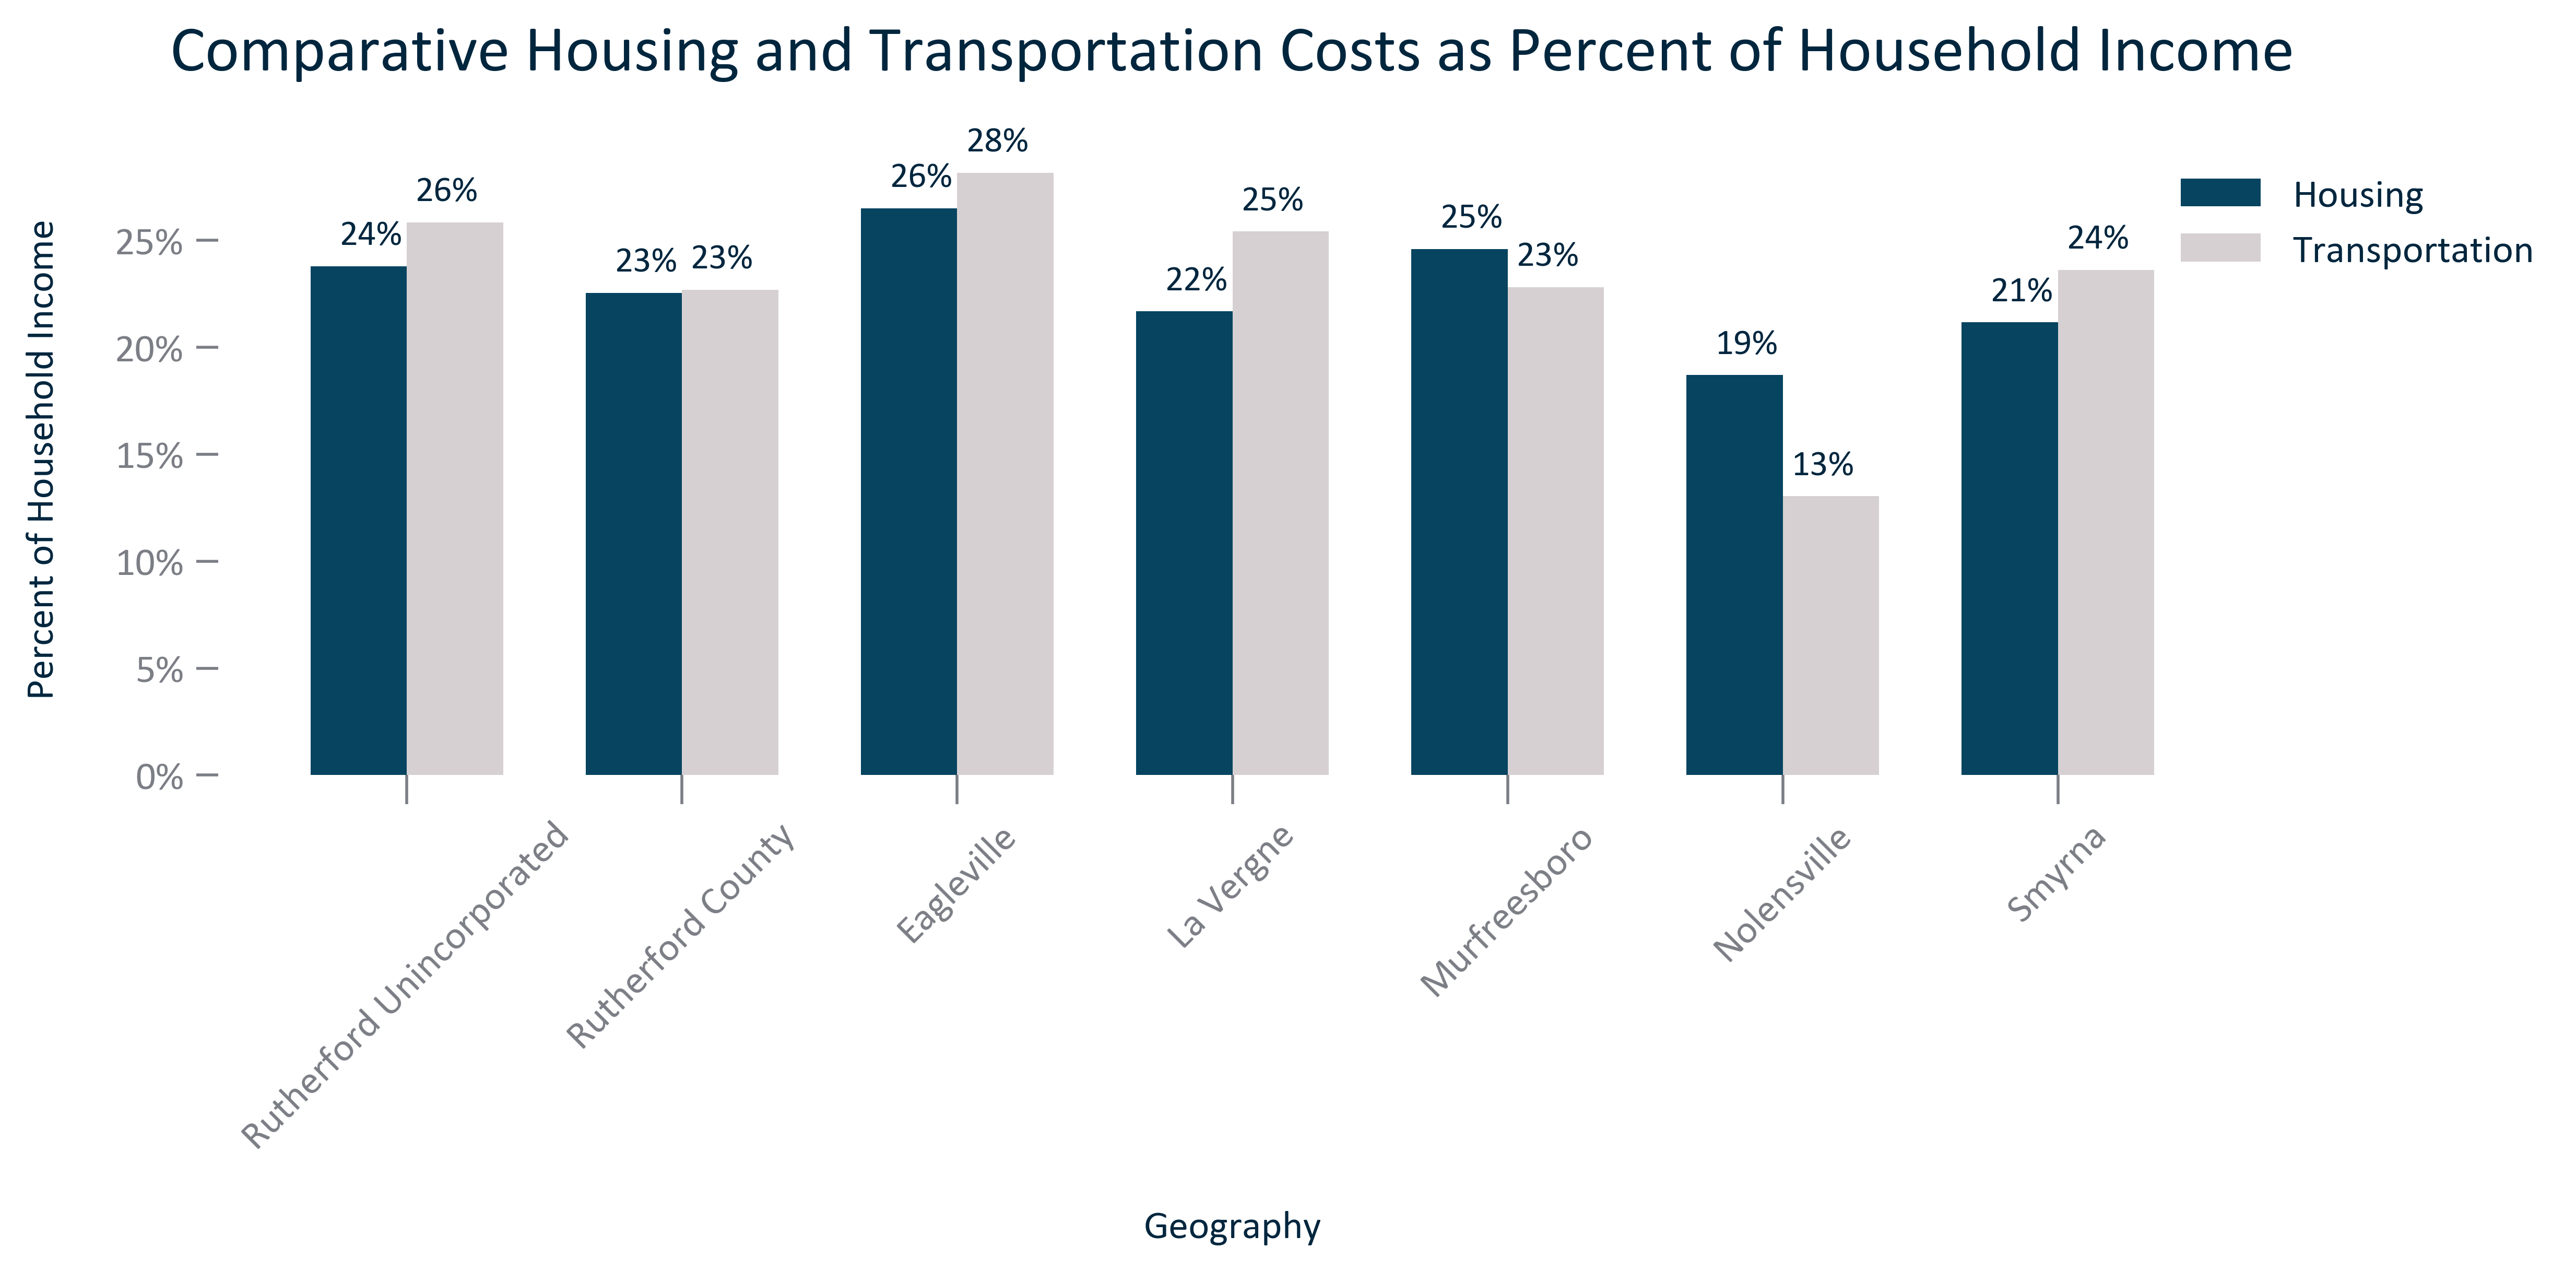 Comparative Housing and Transportation Costs as Percent of Household Income
Percent of Household Income
25%
20%
15%
10%
5%
0%
24%
26%
23%
23%
26%
28%
22%
25%
25%
23%
19%
13%
21%
24%
Housing
Transportation
Rutherford Unincorporated
Rutherford County
Eagleville
La Vergne
Murfreesboro
Nolensville
Smyrna
Geography